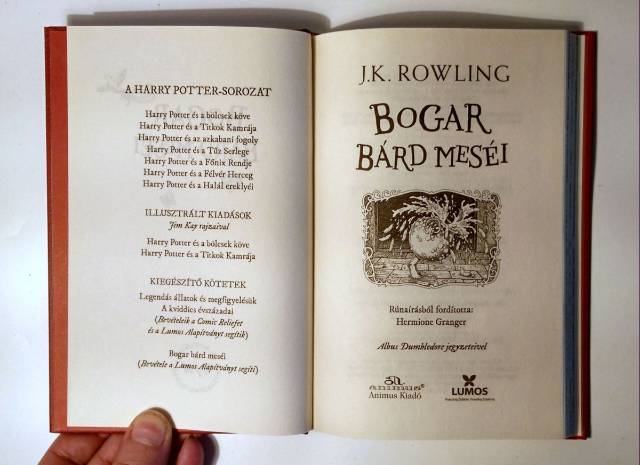 A HARRY POTTER-SOROZAT
Harry Potter és a bölcsek köve
Harry Potter és a Titkok Kamrája
Harry Potter és az azkabani fogoly
Harry Potter és a Tűz Serlege
Harry Potter és a Főnix Rendje
Harry Potter és a Félvér Herceg
Harry Potter és a Halál ereklyéi
ILLUSZTRÁLT KIADÁSOK
Jim Kay rajzaival
Harry Potter és a bölcsek köve
Harry Potter és a Titkok Kamrája
KIEGÉSZÍTŐ KÖTETEK
Legendás állatok és megfigyelésük
A kviddics évszázadai
(Bevételeik a Comic Reliefet
és a Lumos Alapítványt segítik)
Bogar bárd meséi
(Bevétele a Lumos Alapítványt segíti)
J.K. ROWLING
BOGAR
BÁRD MESÉI
Rúnaírásból fordította:
Hermione Granger
Albus Dumbledore jegyzeteivel
ANIMUS
Animus Kiadó
LUMOS